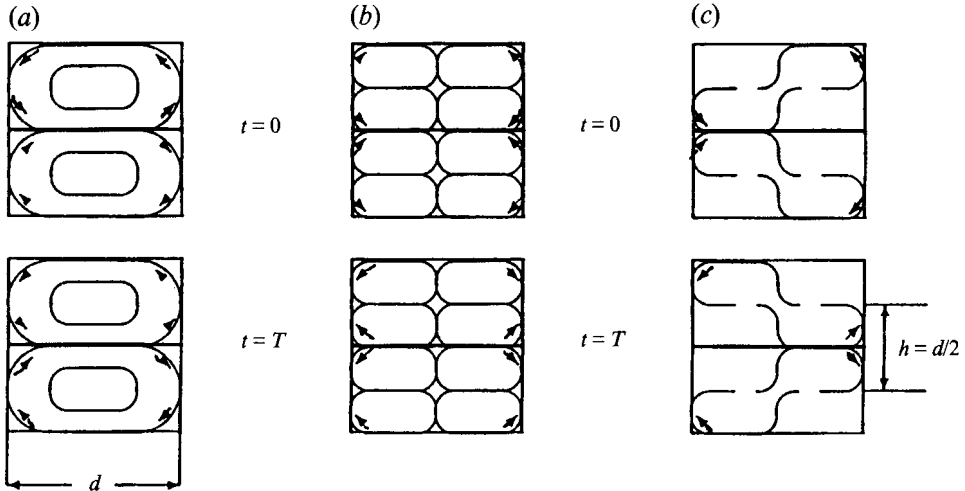 (a) (b) (c)
t = 0 t = 0
t = T t = T
h = d/2
d